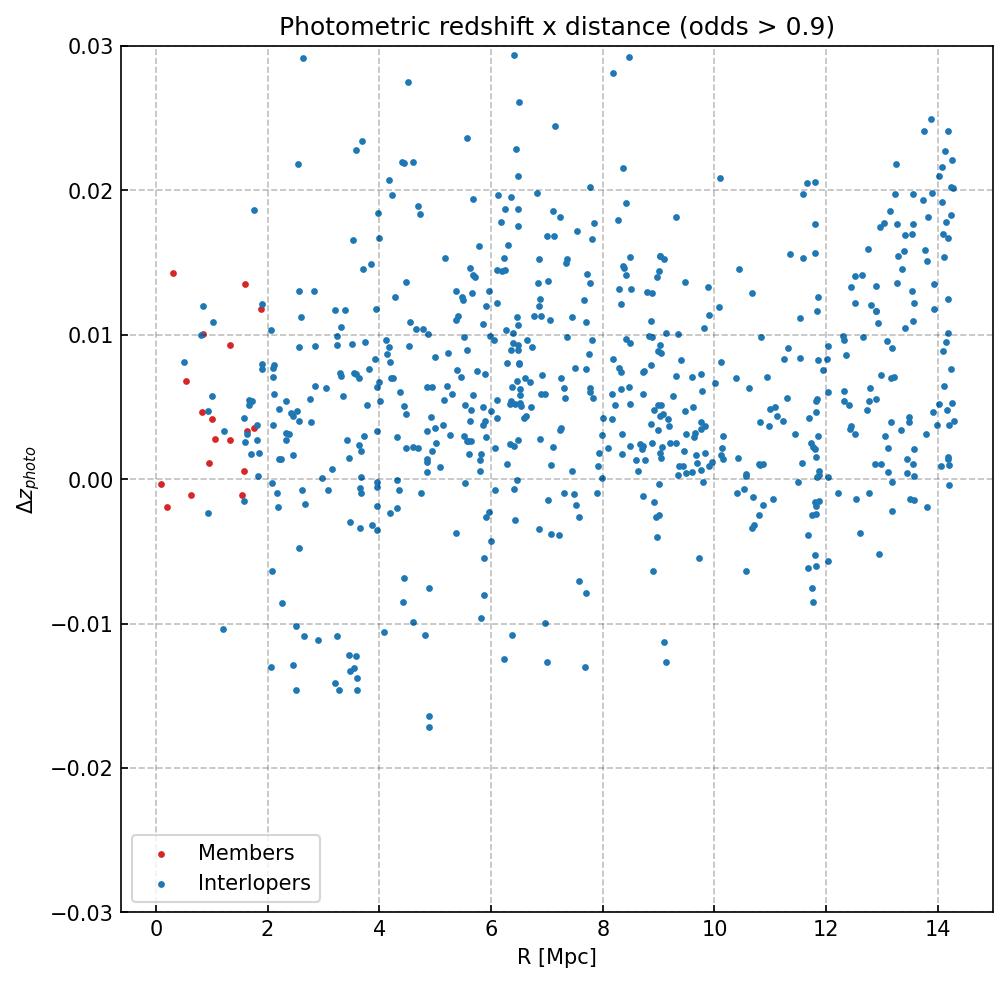 Photometric redshift x distance (odds > 0.9)
0.03
0.02
0.01
0.00
−0.01
−0.02
−0.03
Δz_photo
Members
Interlopers
0 2 4 6 8 10 12 14
R [Mpc]